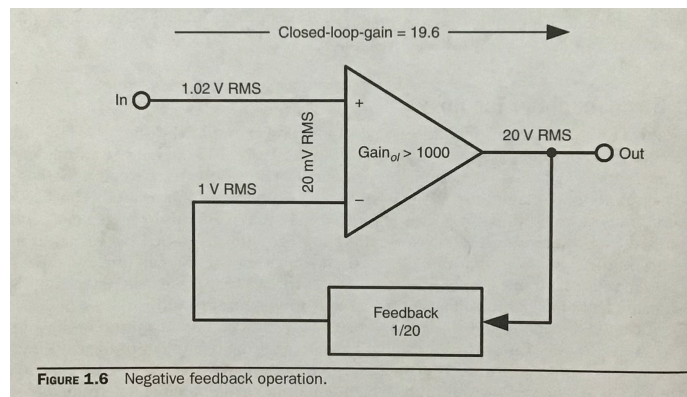 Closed-loop-gain = 19.6
In
1.02 V RMS
+
20 mV RMS
Gainol > 1000
20 V RMS
Out
1 V RMS
–
Feedback
1/20
FIGURE 1.6 Negative feedback operation.